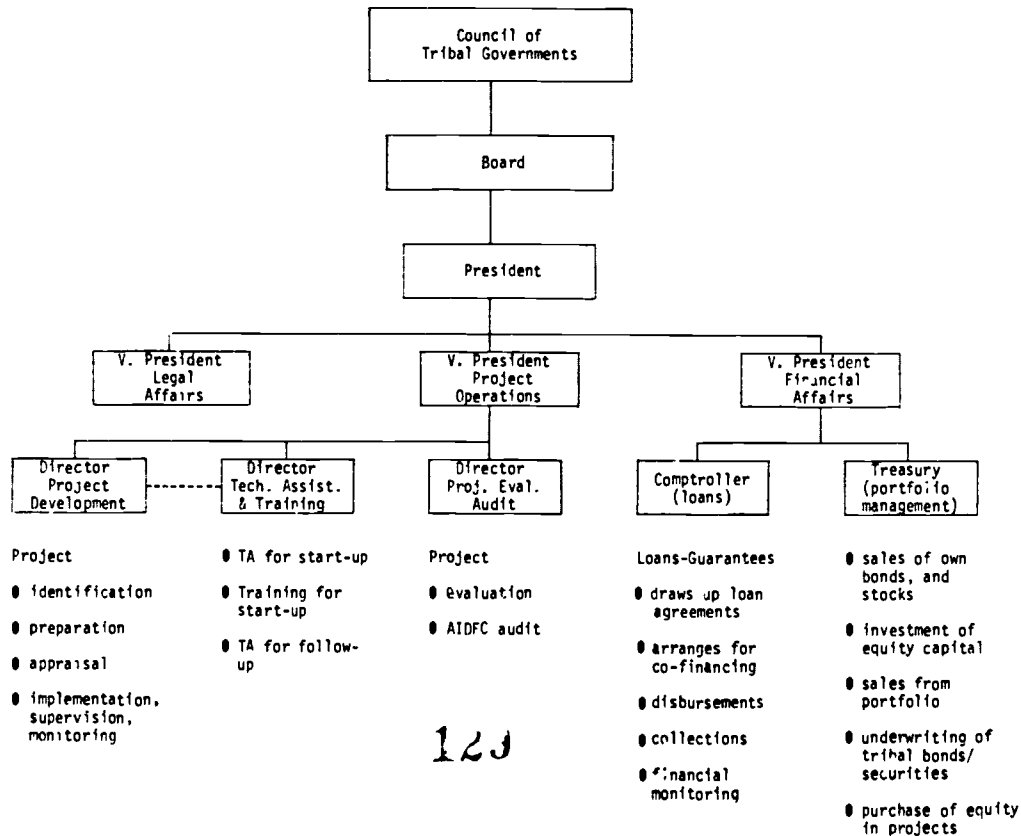 Council of
Tribal Governments
Board
President
V. President
Legal
Affairs
V. President
Project
Operations
V. President
Financial
Affairs
Director
Project
Development
Director
Tech. Assist.
& Training
Director
Proj. Eval.
Audit
Comptroller
(loans)
Treasury
(portfolio
management)
Project
● identification
● preparation
● appraisal
● implementation,
supervision,
monitoring
● TA for start-up
● Training for
start-up
● TA for follow-
up
Project
● evaluation
● AIDFC audit
Loans-Guarantees
● draws up loan
agreements
● arranges for
co-financing
● disbursements
● collections
● financial
monitoring
● sales of own
bonds, and
stocks
● investment of
equity capital
● sales from
portfolio
● underwriting of
tribal bonds/
securities
● purchase of equity
in projects